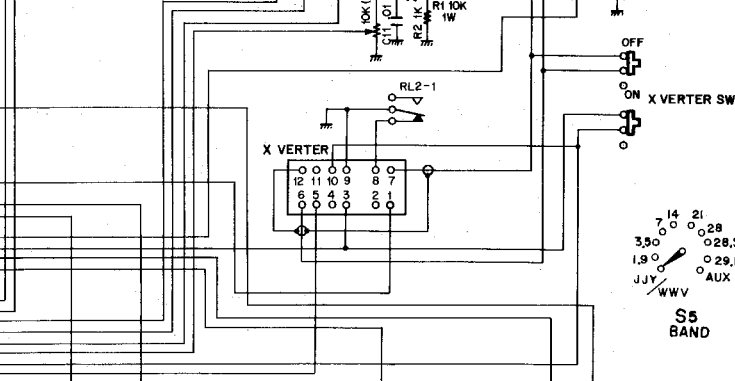 10K
C11 .01
R2 1K
R1 10K
1W
OFF
RL2-1
ON
X VERTER SW
X VERTER
12 11 10 9 8 7
6 5 4 3 2 1
7 14 21
28
3,5
28,
1,9
29,
JJY
AUX
WWV
S5
BAND